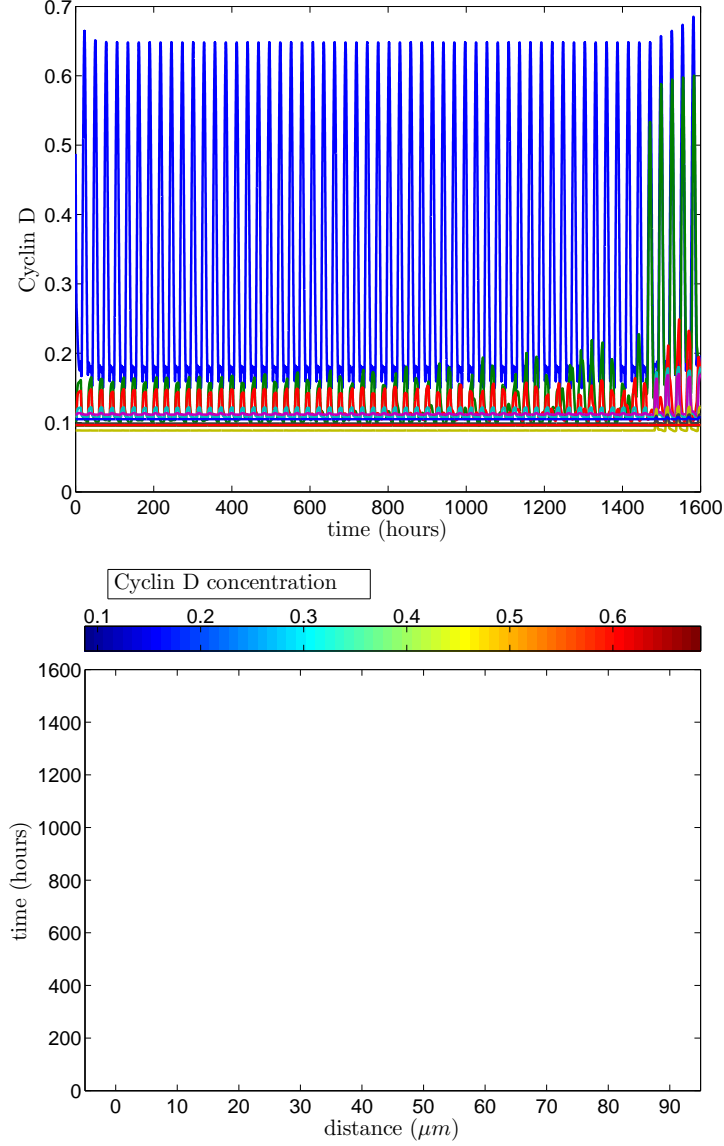 0.7
0.6
0.5
0.4
0.3
0.2
0.1
0
Cyclin D
0 200 400 600 800 1000 1200 1400 1600
time (hours)
Cyclin D concentration
0.1 0.2 0.3 0.4 0.5 0.6
1600
1400
1200
1000
800
600
400
200
0
time (hours)
0 10 20 30 40 50 60 70 80 90
distance (μm)